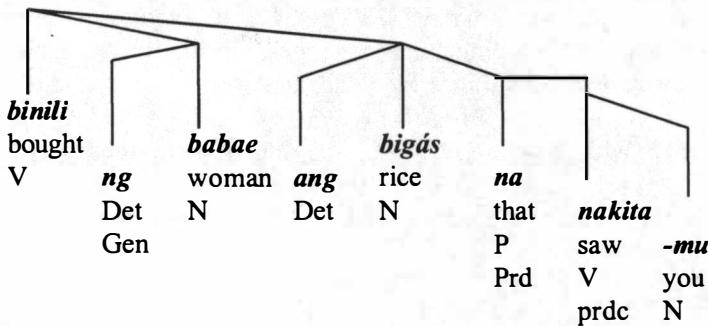 binili
bought babae bigás
V ng woman ang rice na
Det N Det N that nakita
Gen P saw -mu
Prd V you
prdc N